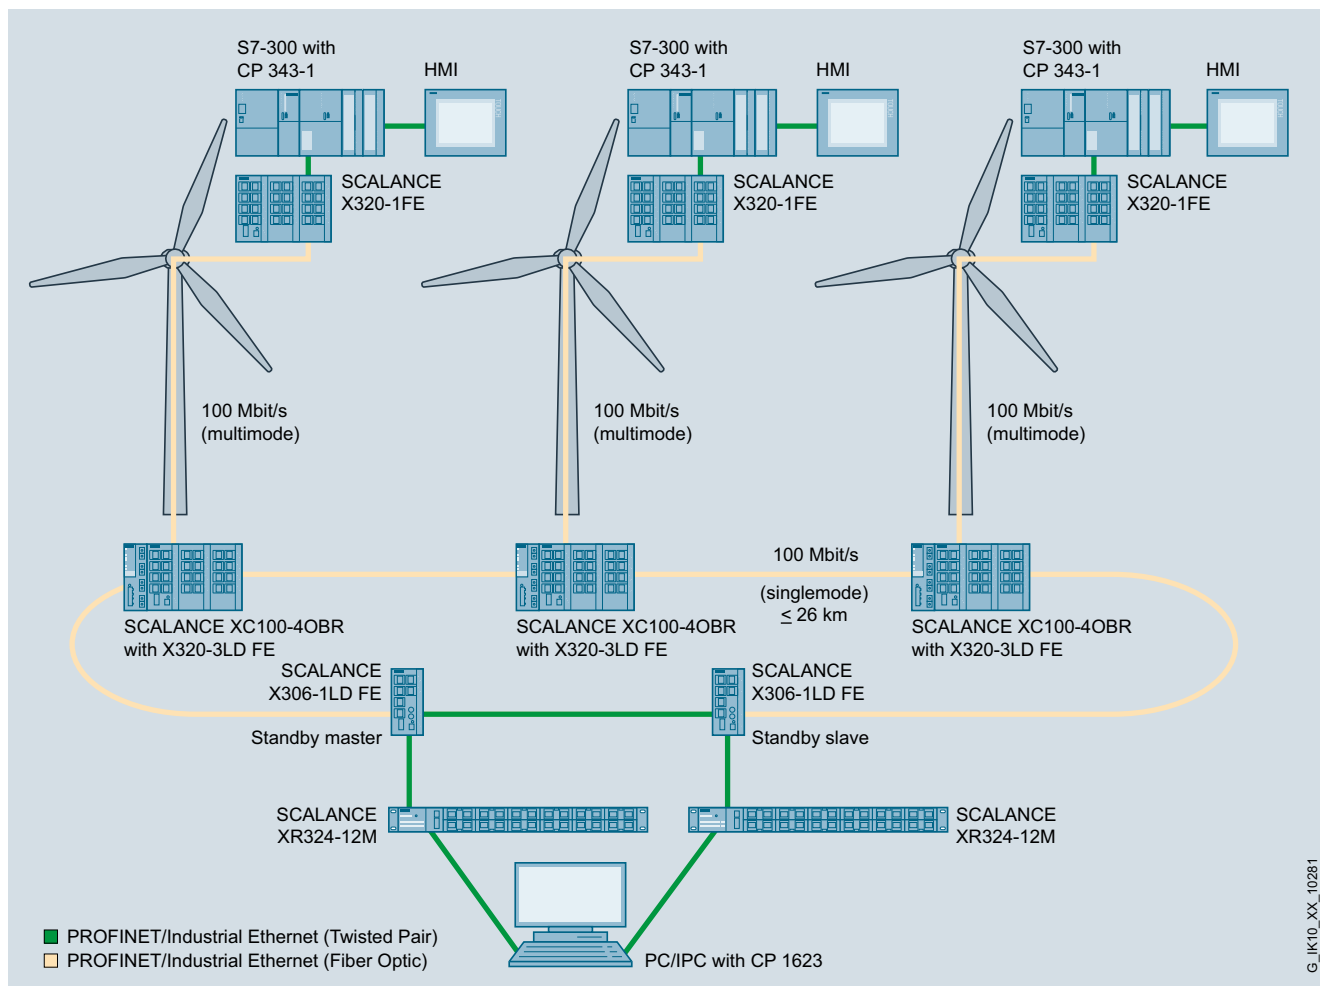 S7-300 with
CP 343-1
HMI
S7-300 with
CP 343-1
HMI
S7-300 with
CP 343-1
HMI
SCALANCE
X320-1FE
SCALANCE
X320-1FE
SCALANCE
X320-1FE
100 Mbit/s
(multimode)
100 Mbit/s
(multimode)
100 Mbit/s
(multimode)
100 Mbit/s
(singlemode)
≤ 26 km
SCALANCE XC100-4OBR
with X320-3LD FE
SCALANCE XC100-4OBR
with X320-3LD FE
SCALANCE XC100-4OBR
with X320-3LD FE
SCALANCE
X306-1LD FE
SCALANCE
X306-1LD FE
Standby master
Standby slave
SCALANCE
XR324-12M
SCALANCE
XR324-12M
PROFINET/Industrial Ethernet (Twisted Pair)
PROFINET/Industrial Ethernet (Fiber Optic)
PC/IPC with CP 1623
G_IK10_XX_10281